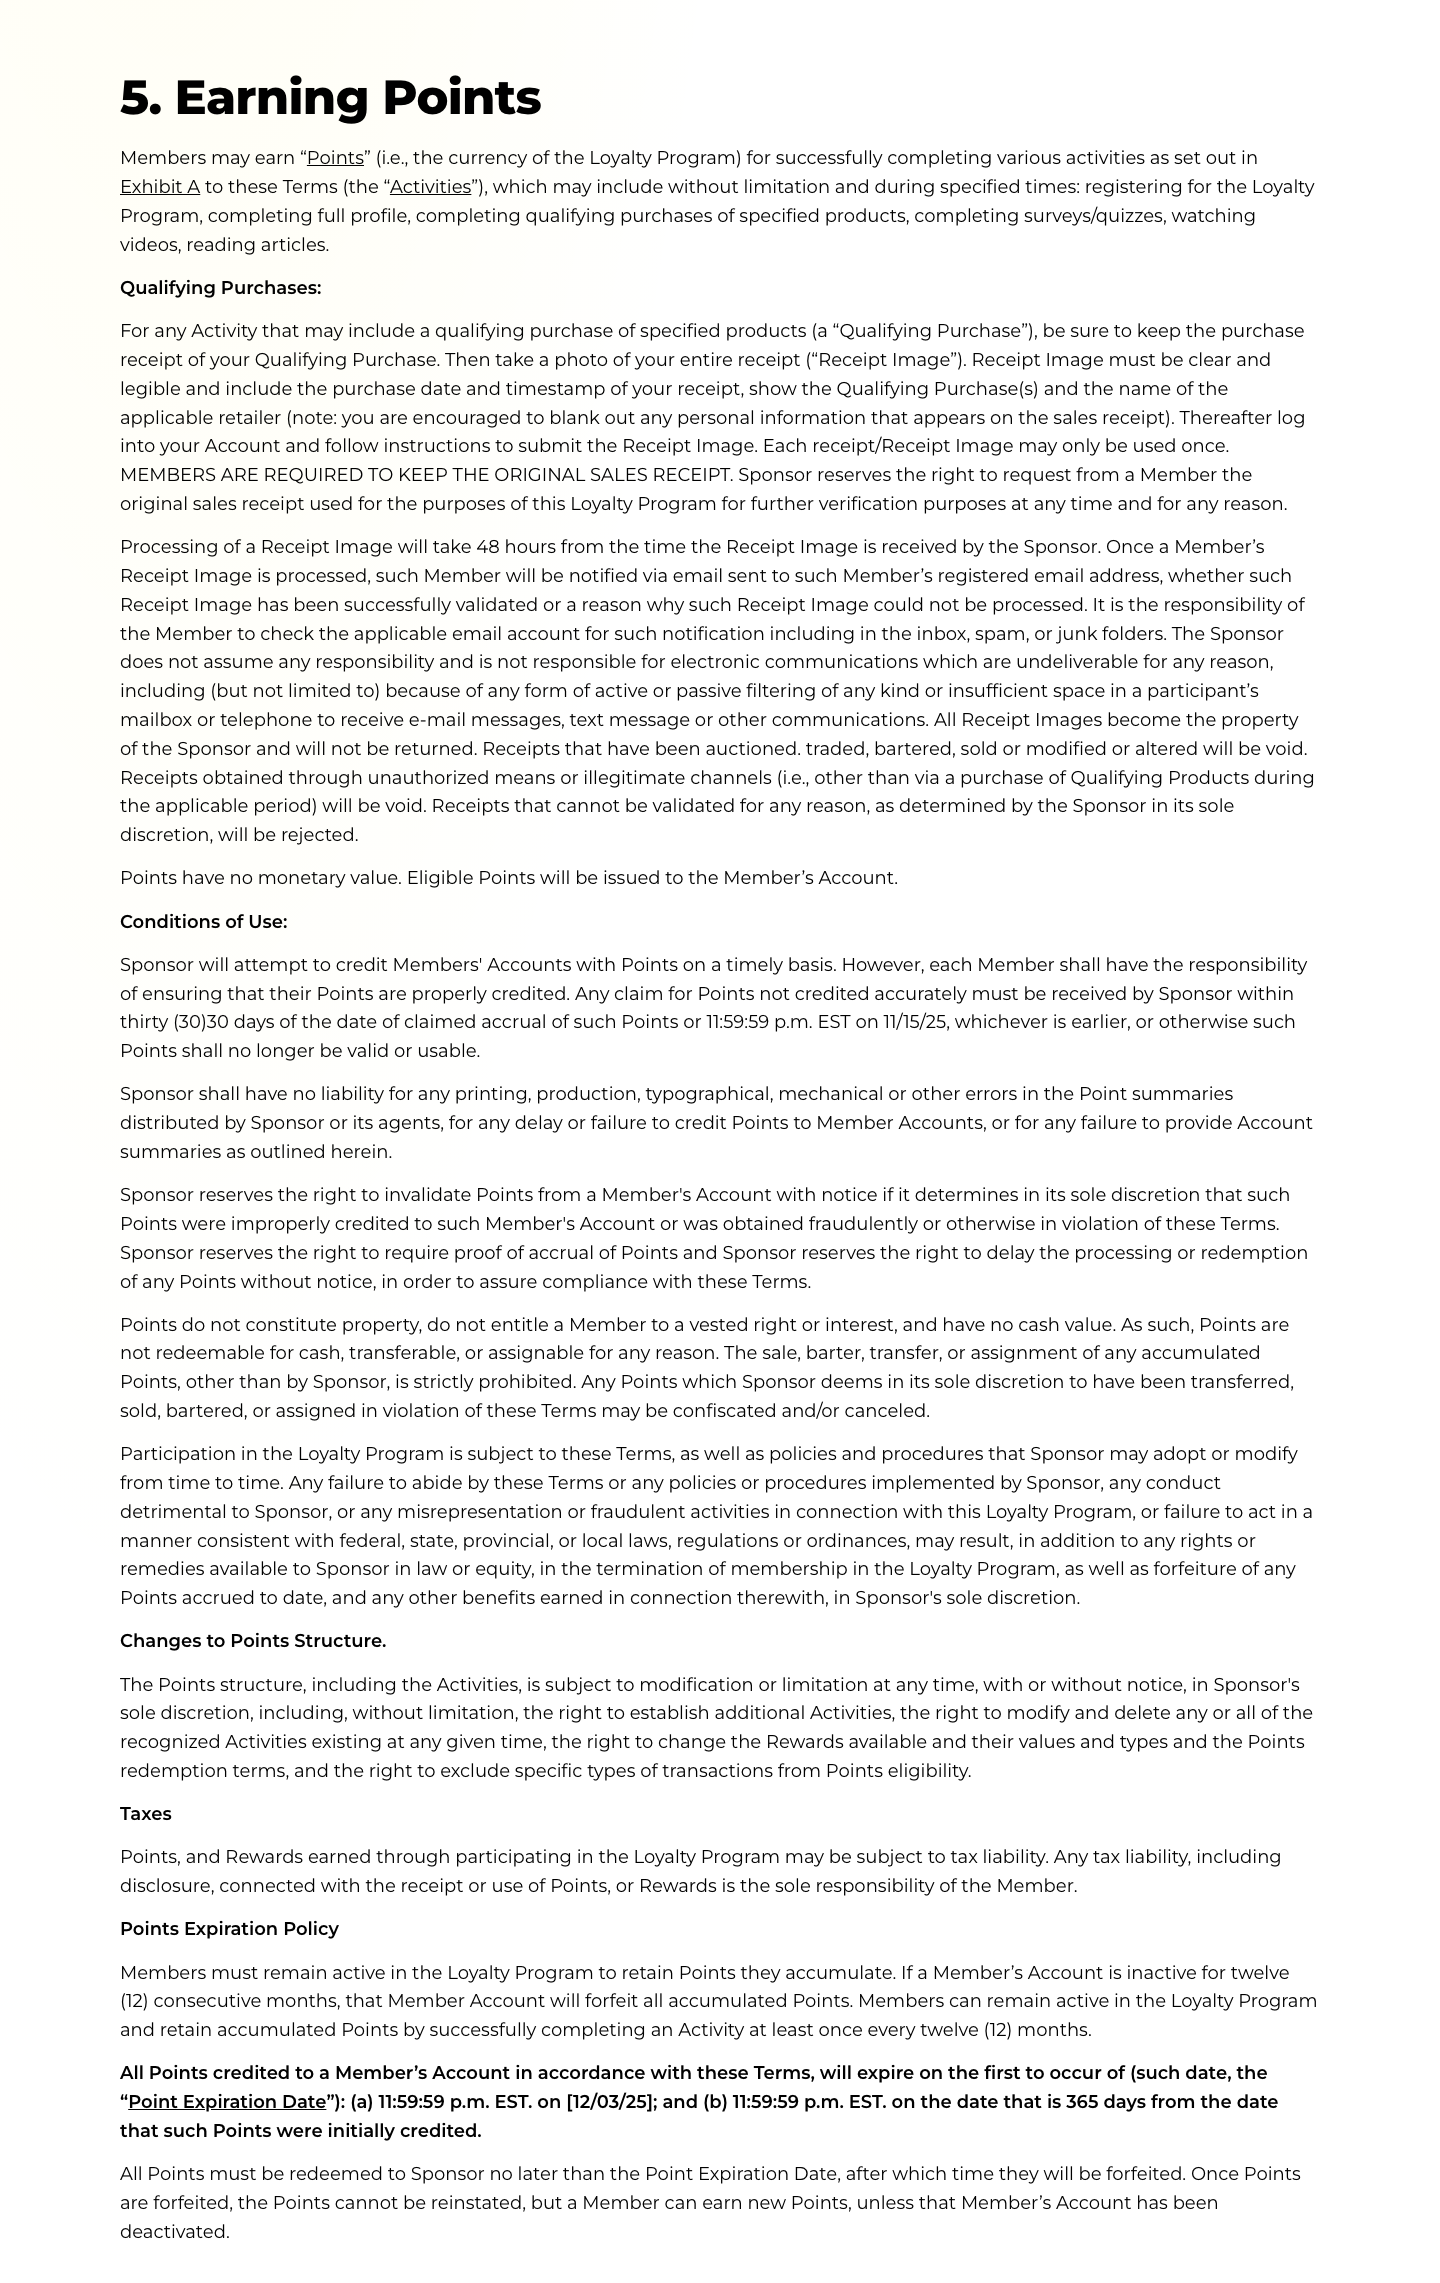 5. Earning Points
Members may earn “Points” (i.e., the currency of the Loyalty Program) for successfully completing various activities as set out in
Exhibit A to these Terms (the “Activities”), which may include without limitation and during specified times: registering for the Loyalty
Program, completing full profile, completing qualifying purchases of specified products, completing surveys/quizzes, watching
videos, reading articles.
Qualifying Purchases:
For any Activity that may include a qualifying purchase of specified products (a “Qualifying Purchase”), be sure to keep the purchase
receipt of your Qualifying Purchase. Then take a photo of your entire receipt (“Receipt Image”). Receipt Image must be clear and
legible and include the purchase date and timestamp of your receipt, show the Qualifying Purchase(s) and the name of the
applicable retailer (note: you are encouraged to blank out any personal information that appears on the sales receipt). Thereafter log
into your Account and follow instructions to submit the Receipt Image. Each receipt/Receipt Image may only be used once.
MEMBERS ARE REQUIRED TO KEEP THE ORIGINAL SALES RECEIPT. Sponsor reserves the right to request from a Member the
original sales receipt used for the purposes of this Loyalty Program for further verification purposes at any time and for any reason.
Processing of a Receipt Image will take 48 hours from the time the Receipt Image is received by the Sponsor. Once a Member’s
Receipt Image is processed, such Member will be notified via email sent to such Member’s registered email address, whether such
Receipt Image has been successfully validated or a reason why such Receipt Image could not be processed. It is the responsibility of
the Member to check the applicable email account for such notification including in the inbox, spam, or junk folders. The Sponsor
does not assume any responsibility and is not responsible for electronic communications which are undeliverable for any reason,
including (but not limited to) because of any form of active or passive filtering of any kind or insufficient space in a participant’s
mailbox or telephone to receive e-mail messages, text message or other communications. All Receipt Images become the property
of the Sponsor and will not be returned. Receipts that have been auctioned. traded, bartered, sold or modified or altered will be void.
Receipts obtained through unauthorized means or illegitimate channels (i.e., other than via a purchase of Qualifying Products during
the applicable period) will be void. Receipts that cannot be validated for any reason, as determined by the Sponsor in its sole
discretion, will be rejected.
Points have no monetary value. Eligible Points will be issued to the Member’s Account.
Conditions of Use:
Sponsor will attempt to credit Members' Accounts with Points on a timely basis. However, each Member shall have the responsibility
of ensuring that their Points are properly credited. Any claim for Points not credited accurately must be received by Sponsor within
thirty (30)30 days of the date of claimed accrual of such Points or 11:59:59 p.m. EST on 11/15/25, whichever is earlier, or otherwise such
Points shall no longer be valid or usable.
Sponsor shall have no liability for any printing, production, typographical, mechanical or other errors in the Point summaries
distributed by Sponsor or its agents, for any delay or failure to credit Points to Member Accounts, or for any failure to provide Account
summaries as outlined herein.
Sponsor reserves the right to invalidate Points from a Member's Account with notice if it determines in its sole discretion that such
Points were improperly credited to such Member's Account or was obtained fraudulently or otherwise in violation of these Terms.
Sponsor reserves the right to require proof of accrual of Points and Sponsor reserves the right to delay the processing or redemption
of any Points without notice, in order to assure compliance with these Terms.
Points do not constitute property, do not entitle a Member to a vested right or interest, and have no cash value. As such, Points are
not redeemable for cash, transferable, or assignable for any reason. The sale, barter, transfer, or assignment of any accumulated
Points, other than by Sponsor, is strictly prohibited. Any Points which Sponsor deems in its sole discretion to have been transferred,
sold, bartered, or assigned in violation of these Terms may be confiscated and/or canceled.
Participation in the Loyalty Program is subject to these Terms, as well as policies and procedures that Sponsor may adopt or modify
from time to time. Any failure to abide by these Terms or any policies or procedures implemented by Sponsor, any conduct
detrimental to Sponsor, or any misrepresentation or fraudulent activities in connection with this Loyalty Program, or failure to act in a
manner consistent with federal, state, provincial, or local laws, regulations or ordinances, may result, in addition to any rights or
remedies available to Sponsor in law or equity, in the termination of membership in the Loyalty Program, as well as forfeiture of any
Points accrued to date, and any other benefits earned in connection therewith, in Sponsor's sole discretion.
Changes to Points Structure.
The Points structure, including the Activities, is subject to modification or limitation at any time, with or without notice, in Sponsor's
sole discretion, including, without limitation, the right to establish additional Activities, the right to modify and delete any or all of the
recognized Activities existing at any given time, the right to change the Rewards available and their values and types and the Points
redemption terms, and the right to exclude specific types of transactions from Points eligibility.
Taxes
Points, and Rewards earned through participating in the Loyalty Program may be subject to tax liability. Any tax liability, including
disclosure, connected with the receipt or use of Points, or Rewards is the sole responsibility of the Member.
Points Expiration Policy
Members must remain active in the Loyalty Program to retain Points they accumulate. If a Member’s Account is inactive for twelve
(12) consecutive months, that Member Account will forfeit all accumulated Points. Members can remain active in the Loyalty Program
and retain accumulated Points by successfully completing an Activity at least once every twelve (12) months.
All Points credited to a Member’s Account in accordance with these Terms, will expire on the first to occur of (such date, the
“Point Expiration Date”): (a) 11:59:59 p.m. EST. on [12/03/25]; and (b) 11:59:59 p.m. EST. on the date that is 365 days from the date
that such Points were initially credited.
All Points must be redeemed to Sponsor no later than the Point Expiration Date, after which time they will be forfeited. Once Points
are forfeited, the Points cannot be reinstated, but a Member can earn new Points, unless that Member’s Account has been
deactivated.